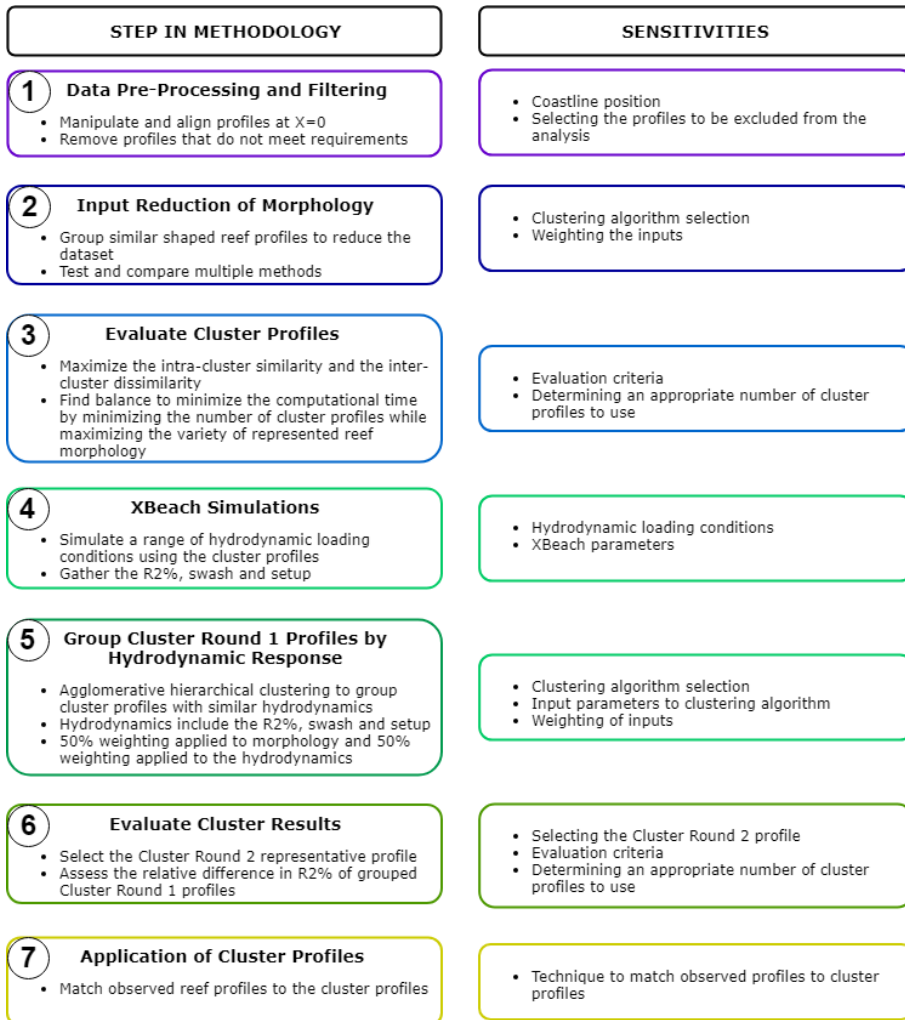 STEP IN METHODOLOGY
SENSITIVITIES
1
Data Pre-Processing and Filtering
• Manipulate and align profiles at X=0
• Remove profiles that do not meet requirements
• Coastline position
• Selecting the profiles to be excluded from the
analysis
2
Input Reduction of Morphology
• Group similar shaped reef profiles to reduce the
dataset
• Test and compare multiple methods
• Clustering algorithm selection
• Weighting the inputs
3
Evaluate Cluster Profiles
• Maximize the intra-cluster similarity and the inter-
cluster dissimilarity
• Find balance to minimize the computational time
by minimizing the number of cluster profiles while
maximizing the variety of represented reef
morphology
• Evaluation criteria
• Determining an appropriate number of cluster
profiles to use
4
XBeach Simulations
• Simulate a range of hydrodynamic loading
conditions using the cluster profiles
• Gather the R2%, swash and setup
• Hydrodynamic loading conditions
• XBeach parameters
5
Group Cluster Round 1 Profiles by
Hydrodynamic Response
• Agglomerative hierarchical clustering to group
cluster profiles with similar hydrodynamics
• Hydrodynamics include the R2%, swash and setup
• 50% weighting applied to morphology and 50%
weighting applied to the hydrodynamics
• Clustering algorithm selection
• Input parameters to clustering algorithm
• Weighting of inputs
6
Evaluate Cluster Results
• Select the Cluster Round 2 representative profile
• Assess the relative difference in R2% of grouped
Cluster Round 1 profiles
• Selecting the Cluster Round 2 profile
• Evaluation criteria
• Determining an appropriate number of cluster
profiles to use
7
Application of Cluster Profiles
• Match observed reef profiles to the cluster profiles
• Technique to match observed profiles to cluster
profiles